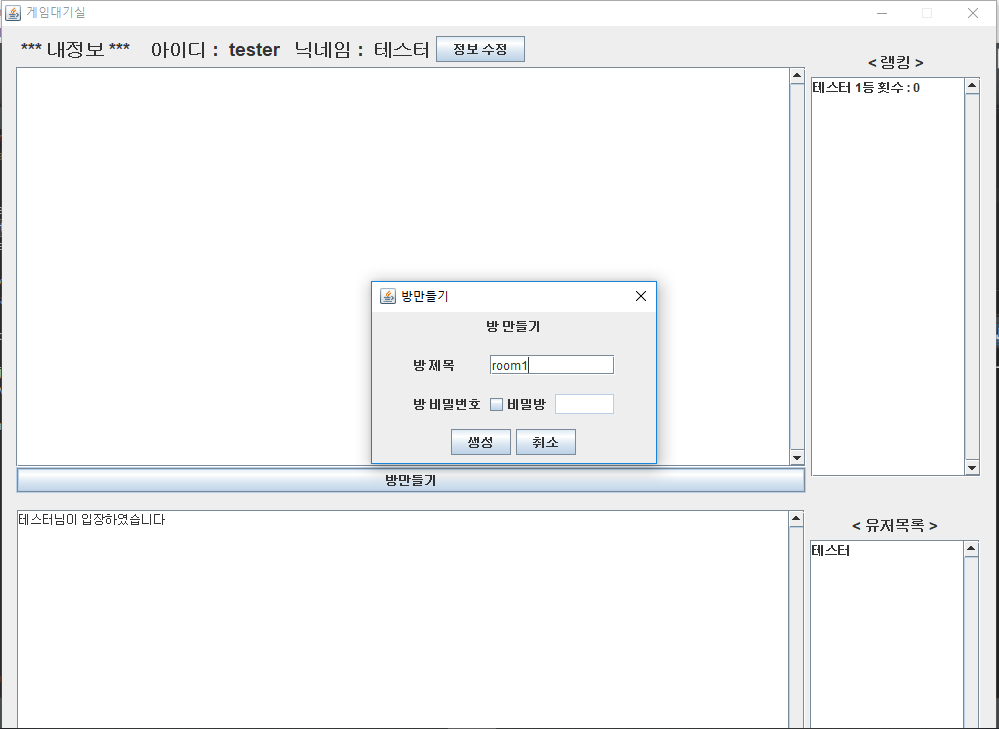 게임대기실
*** 내정보 *** 아이디 : tester 닉네임 : 테스터 정보 수정
< 랭킹 >
테스터 1등 횟수 : 0
방만들기
방 만들기
방 제목 room1
방 비밀번호 비밀방
생성 취소
방만들기
테스터님이 입장하였습니다
< 유저목록 >
테스터